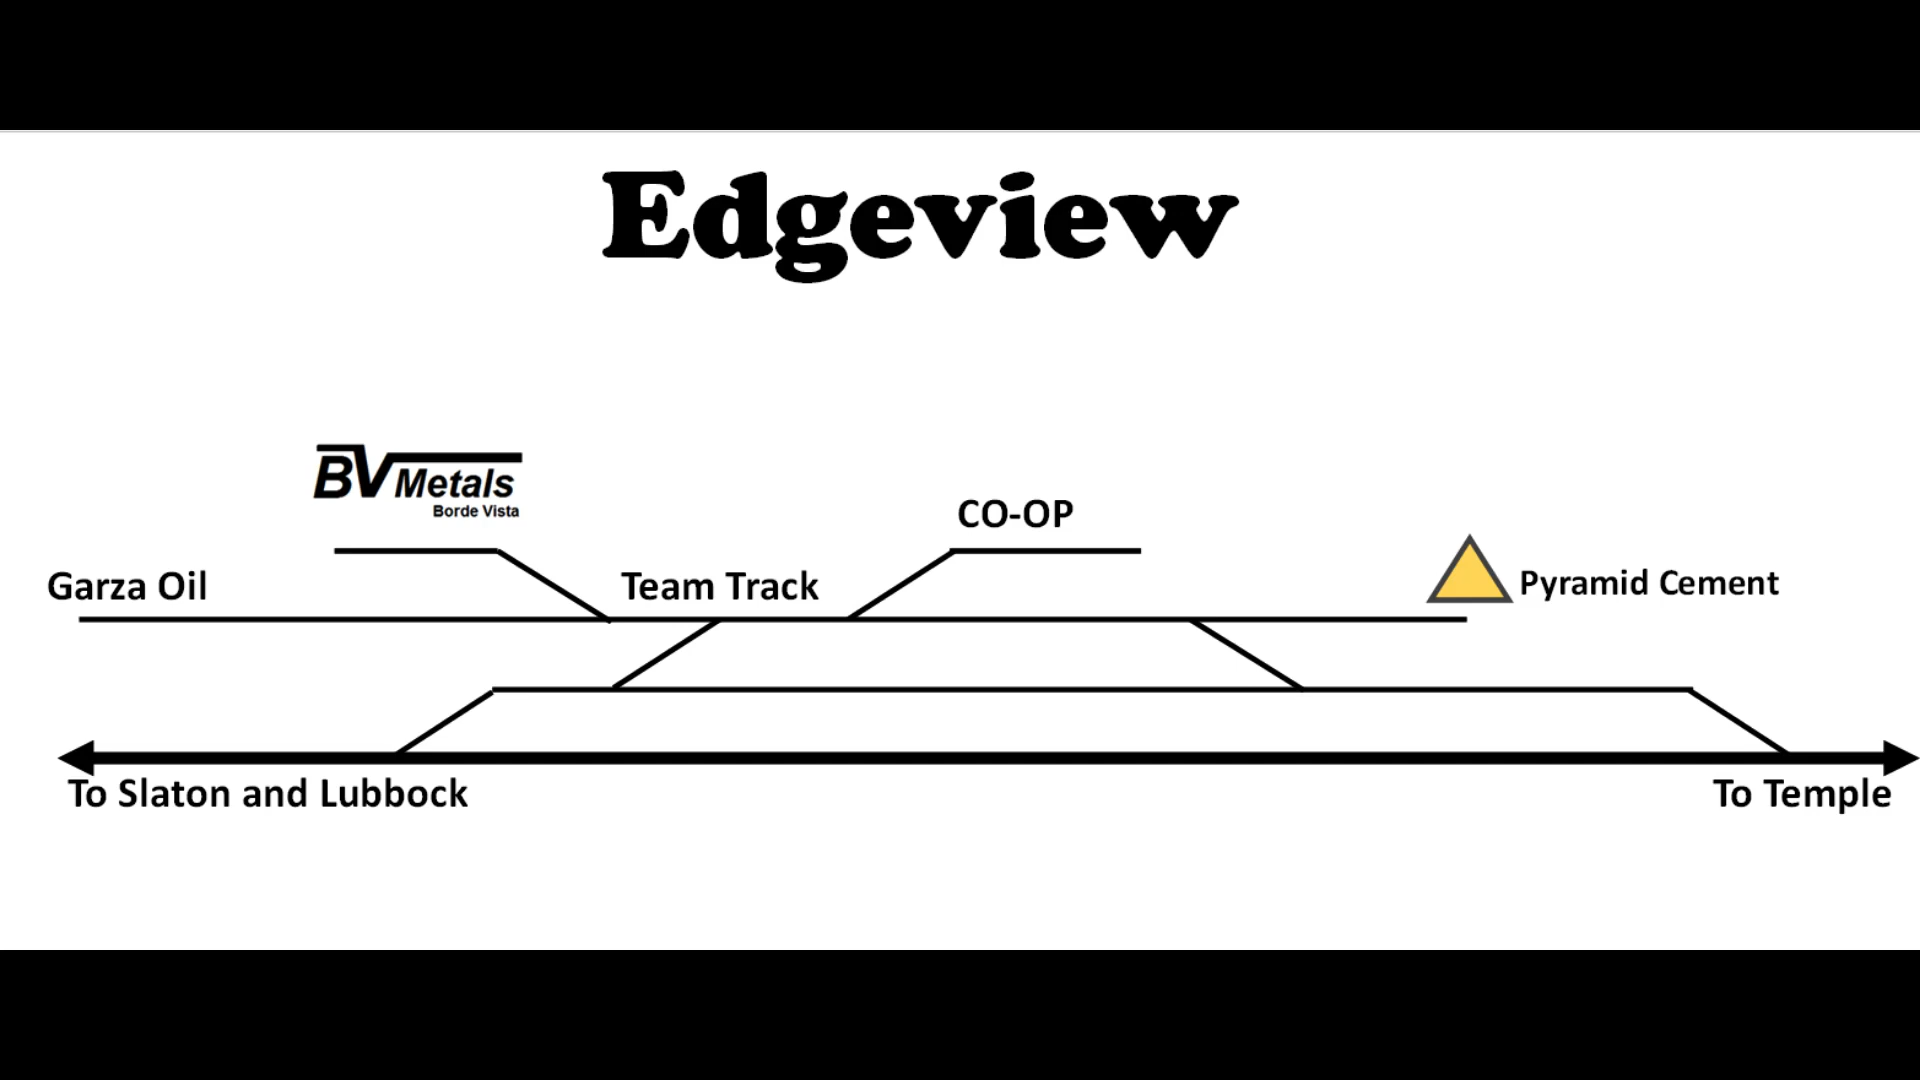 Edgeview
BV Metals
Borde Vista
CO-OP
Garza Oil
Team Track
Pyramid Cement
To Slaton and Lubbock
To Temple